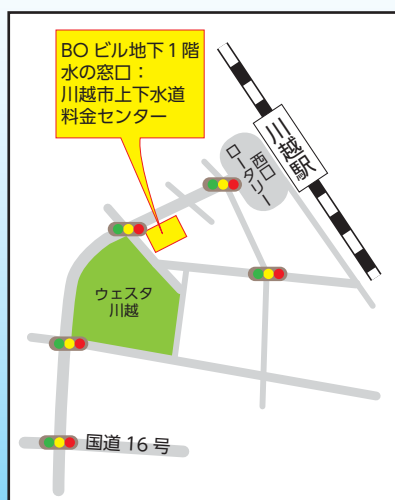 BO ビル地下 1 階
水の窓口：
川越市上下水道
料金センター
川越駅
西口
ロータリー
ウェスタ
川越
国道 16 号